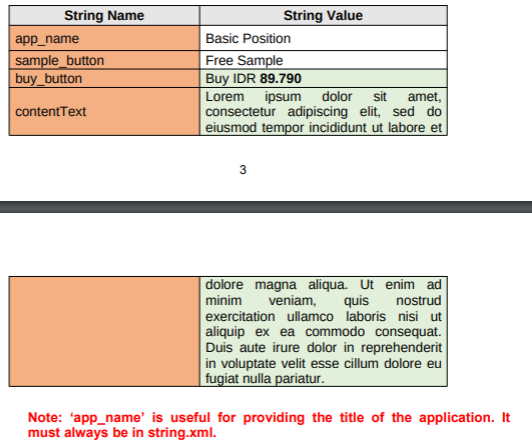 String Name String Value
app_name Basic Position
sample_button Free Sample
buy_button Buy IDR 89.790
contentText Lorem ipsum dolor sit amet,
consectetur adipiscing elit, sed do
eiusmod tempor incididunt ut labore et
3
dolore magna aliqua. Ut enim ad
minim veniam, quis nostrud
exercitation ullamco laboris nisi ut
aliquip ex ea commodo consequat.
Duis aute irure dolor in reprehenderit
in voluptate velit esse cillum dolore eu
fugiat nulla pariatur.
Note: ‘app_name’ is useful for providing the title of the application. It
must always be in string.xml.